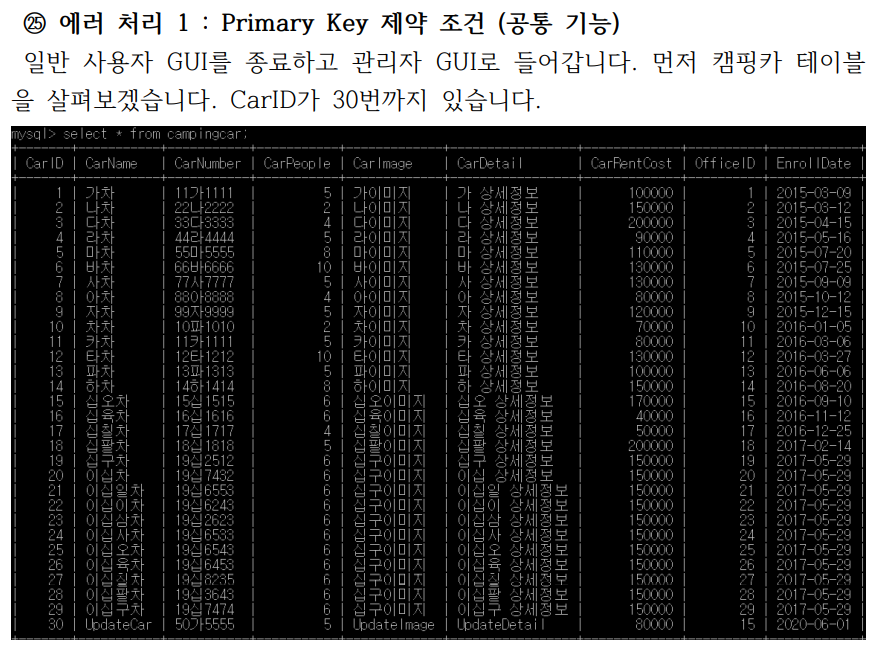 ㉕ 에러 처리 1 : Primary Key 제약 조건 (공통 기능)
일반 사용자 GUI를 종료하고 관리자 GUI로 들어갑니다. 먼저 캠핑카 테이블
을 살펴보겠습니다. CarID가 30번까지 있습니다.
mysql> select * from campingcar;
| CarID | CarName | CarNumber | CarPeople | CarImage | CarDetail | CarRentCost | OfficeID | EnrollDate |
| 1 | 가차 | 11가1111 | 5 | 가이미지 | 가 상세정보 | 100000 | 1 | 2015-03-09 |
| 2 | 나차 | 22나2222 | 2 | 나이미지 | 나 상세정보 | 150000 | 2 | 2015-03-12 |
| 3 | 다차 | 33다3333 | 4 | 다이미지 | 다 상세정보 | 200000 | 3 | 2015-04-15 |
| 4 | 라차 | 44라4444 | 5 | 라이미지 | 라 상세정보 | 90000 | 4 | 2015-05-16 |
| 5 | 마차 | 55마5555 | 8 | 마이미지 | 마 상세정보 | 110000 | 5 | 2015-07-20 |
| 6 | 바차 | 66바6666 | 10 | 바이미지 | 바 상세정보 | 130000 | 6 | 2015-07-25 |
| 7 | 사차 | 77사7777 | 5 | 사이미지 | 사 상세정보 | 130000 | 7 | 2015-09-09 |
| 8 | 아차 | 88아8888 | 4 | 아이미지 | 아 상세정보 | 80000 | 8 | 2015-10-12 |
| 9 | 자차 | 99자9999 | 5 | 자이미지 | 자 상세정보 | 120000 | 9 | 2015-12-15 |
| 10 | 차차 | 10파1010 | 2 | 차이미지 | 차 상세정보 | 70000 | 10 | 2016-01-05 |
| 11 | 카차 | 11카1111 | 5 | 카이미지 | 카 상세정보 | 80000 | 11 | 2016-03-06 |
| 12 | 타차 | 12타1212 | 10 | 타이미지 | 타 상세정보 | 130000 | 12 | 2016-03-27 |
| 13 | 파차 | 13파1313 | 5 | 파이미지 | 파 상세정보 | 100000 | 13 | 2016-06-06 |
| 14 | 하차 | 14하1414 | 8 | 하이미지 | 하 상세정보 | 150000 | 14 | 2016-08-20 |
| 15 | 십오차 | 15십1515 | 6 | 십오이미지 | 십오 상세정보 | 170000 | 15 | 2016-09-10 |
| 16 | 십육차 | 16십1616 | 6 | 십육이미지 | 십육 상세정보 | 40000 | 16 | 2016-11-12 |
| 17 | 십칠차 | 17십1717 | 4 | 십칠이미지 | 십칠 상세정보 | 50000 | 17 | 2016-12-25 |
| 18 | 십팔차 | 18십1818 | 5 | 십팔이미지 | 십팔 상세정보 | 200000 | 18 | 2017-02-14 |
| 19 | 십구차 | 19십2512 | 6 | 십구이미지 | 십구 상세정보 | 150000 | 19 | 2017-05-29 |
| 20 | 이십차 | 19십7432 | 6 | 십구이미지 | 이십 상세정보 | 150000 | 20 | 2017-05-29 |
| 21 | 이십일차 | 19십6553 | 6 | 십구이미지 | 이십일 상세정보 | 150000 | 21 | 2017-05-29 |
| 22 | 이십이차 | 19십6243 | 6 | 십구이미지 | 이십이 상세정보 | 150000 | 22 | 2017-05-29 |
| 23 | 이십삼차 | 19십2623 | 6 | 십구이미지 | 이십삼 상세정보 | 150000 | 23 | 2017-05-29 |
| 24 | 이십사차 | 19십6533 | 6 | 십구이미지 | 이십사 상세정보 | 150000 | 24 | 2017-05-29 |
| 25 | 이십오차 | 19십6543 | 6 | 십구이미지 | 이십오 상세정보 | 150000 | 25 | 2017-05-29 |
| 26 | 이십육차 | 19십6453 | 6 | 십구이미지 | 이십육 상세정보 | 150000 | 26 | 2017-05-29 |
| 27 | 이십칠차 | 19십8235 | 6 | 십구이미지 | 이십칠 상세정보 | 150000 | 27 | 2017-05-29 |
| 28 | 이십팔차 | 19십3643 | 6 | 십구이미지 | 이십팔 상세정보 | 150000 | 28 | 2017-05-29 |
| 29 | 이십구차 | 19십7474 | 6 | 십구이미지 | 이십구 상세정보 | 150000 | 29 | 2017-05-29 |
| 30 | UpdateCar | 50가5555 | 5 | UpdateImage | UpdateDetail | 80000 | 15 | 2020-06-01 |